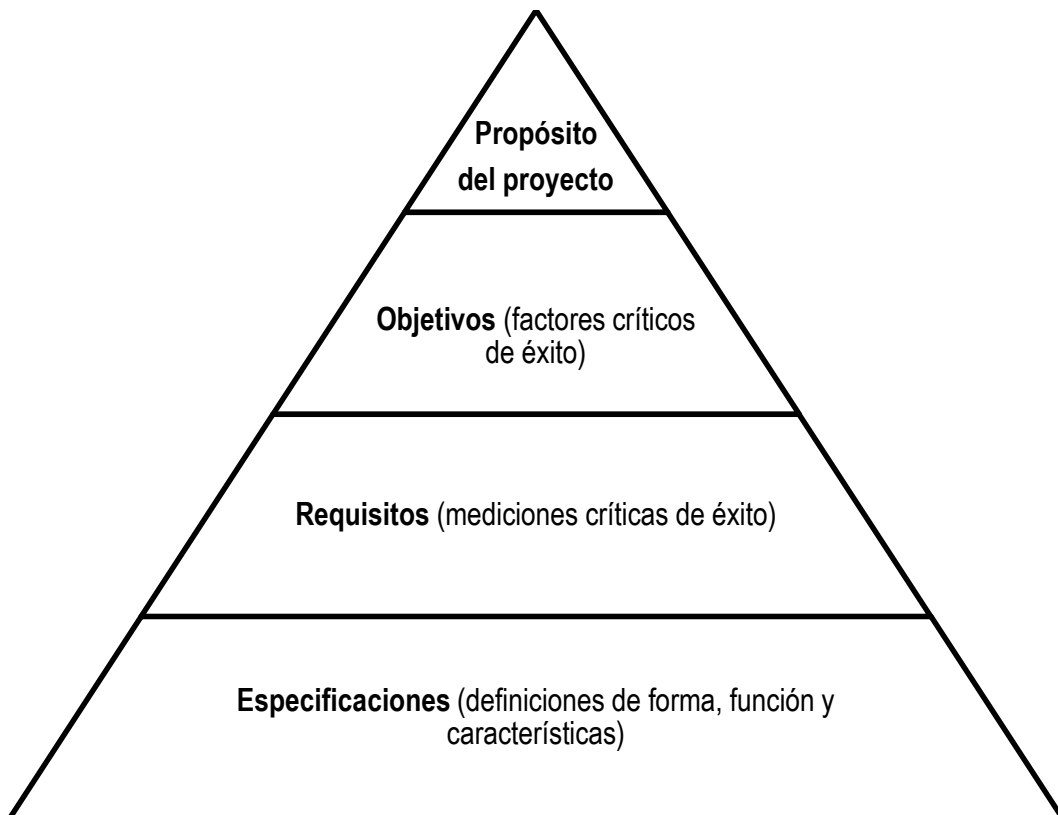 Propósito
del proyecto
Objetivos (factores críticos
de éxito)
Requisitos (mediciones críticas de éxito)
Especificaciones (definiciones de forma, función y
características)